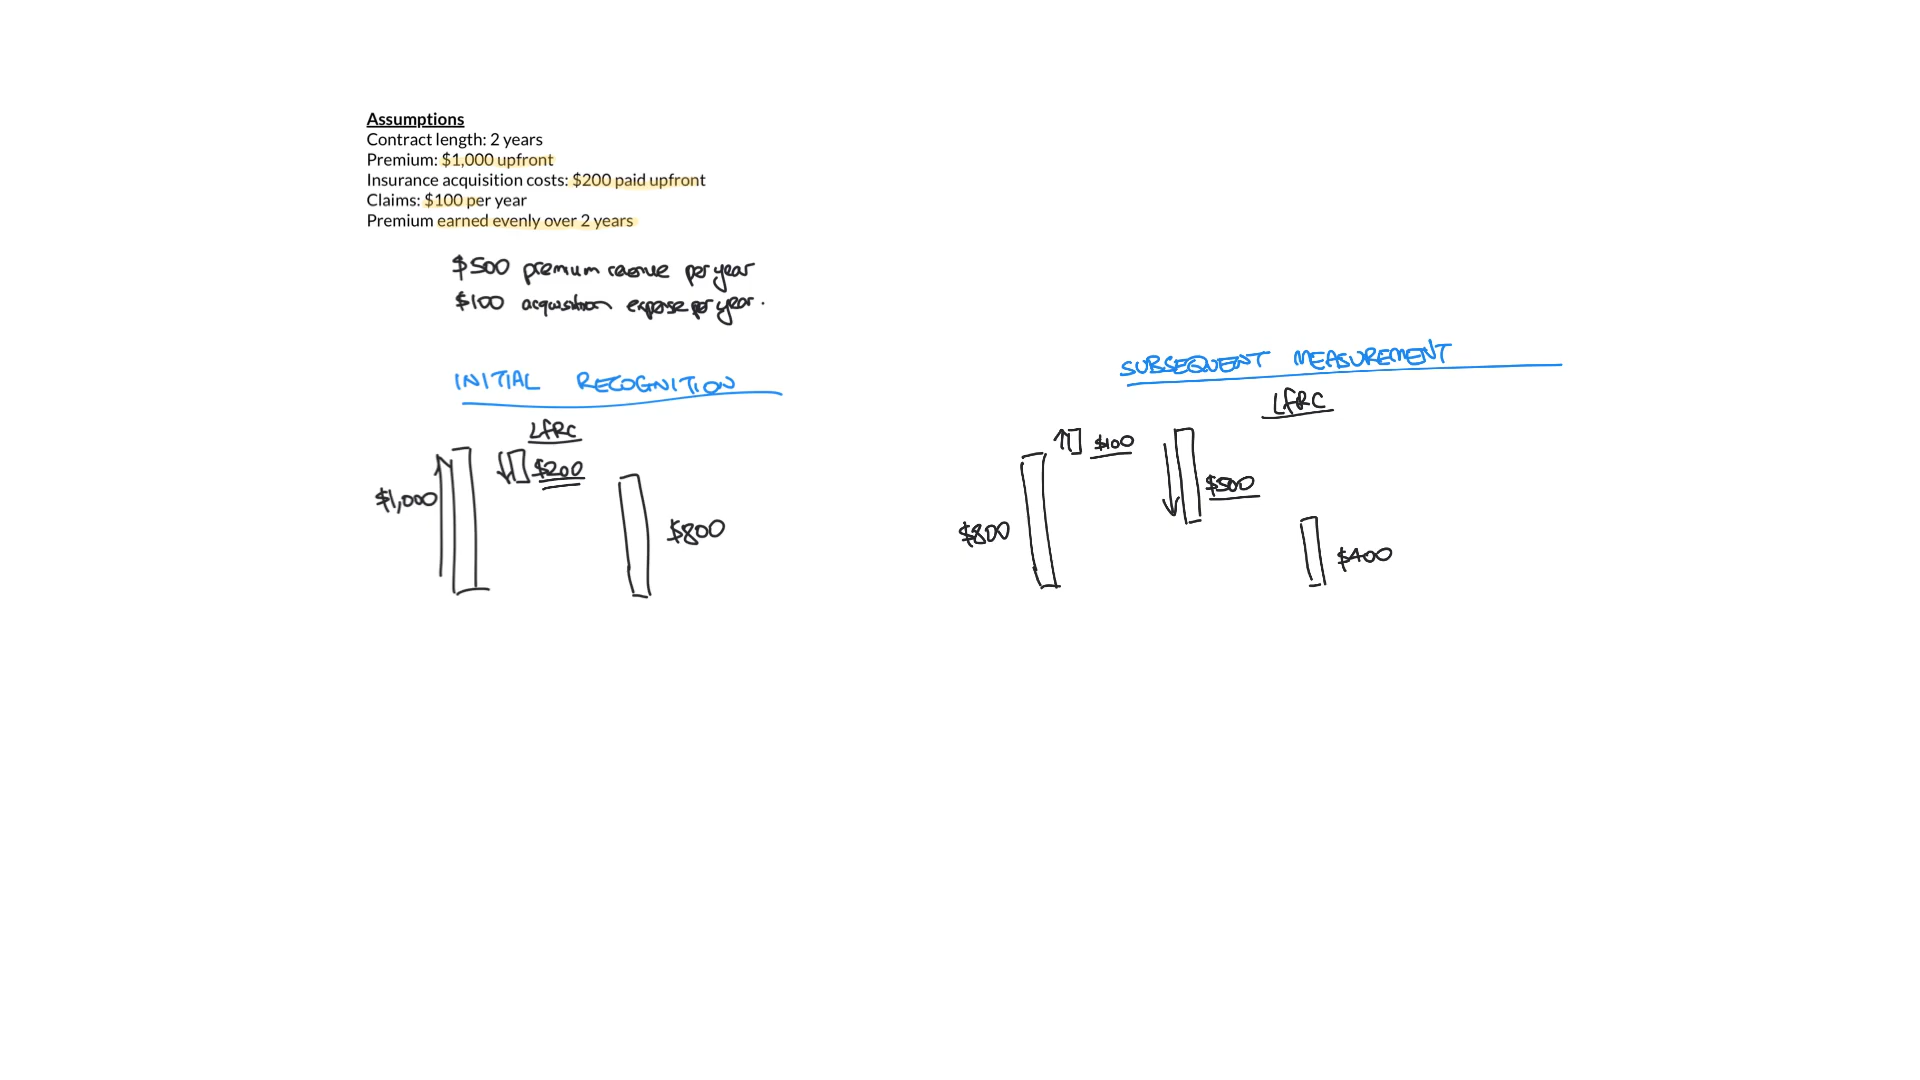 Assumptions
Contract length: 2 years
Premium: $1,000 upfront
Insurance acquisition costs: $200 paid upfront
Claims: $100 per year
Premium earned evenly over 2 years
$500 premium revenue per year
$100 acquisition expense per year.
INITIAL RECOGNITION
LfRC
$1,000
$200
$800
SUBSEQUENT MEASUREMENT
LfRC
$800
$100
$500
$400